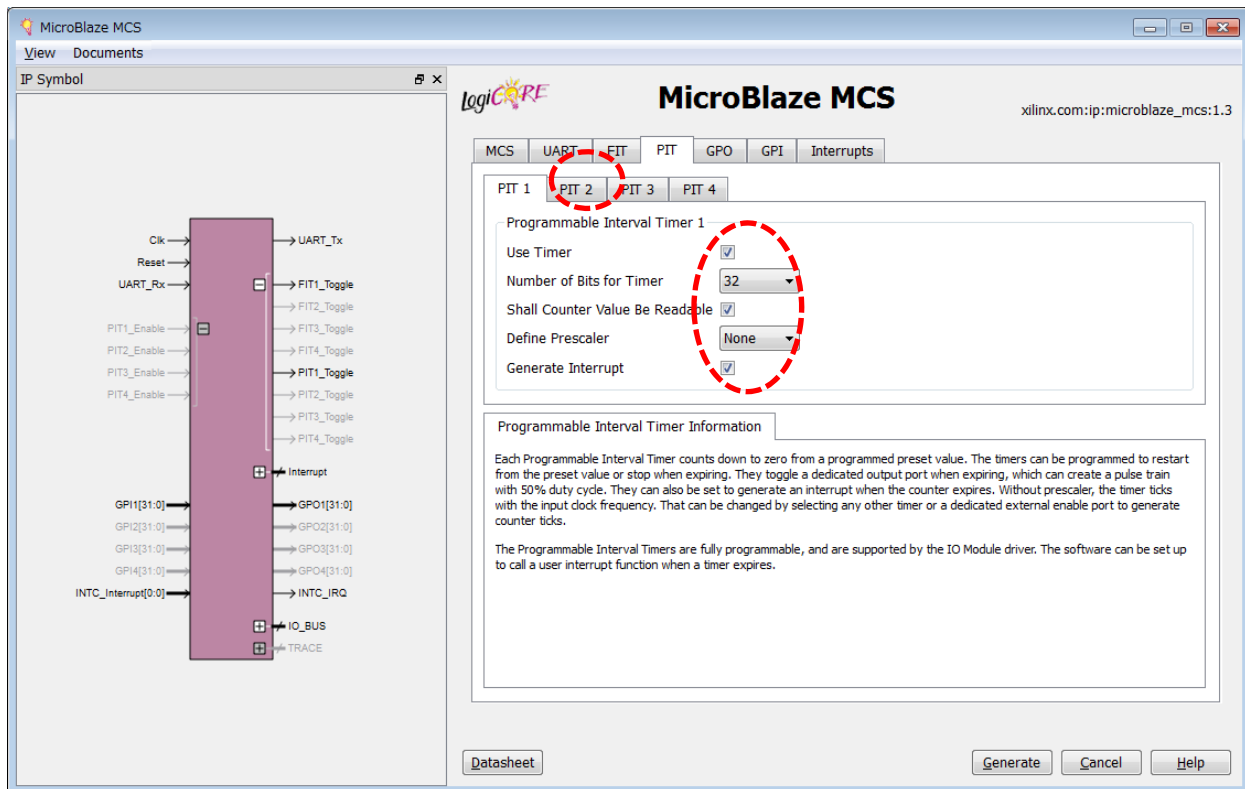 MicroBlaze MCS
View Documents
IP Symbol
Clk
Reset
UART_Rx
PIT1_Enable
PIT2_Enable
PIT3_Enable
PIT4_Enable
GPI1[31:0]
GPI2[31:0]
GPI3[31:0]
GPI4[31:0]
INTC_Interrupt[0:0]
UART_Tx
FIT1_Toggle
FIT2_Toggle
FIT3_Toggle
FIT4_Toggle
PIT1_Toggle
PIT2_Toggle
PIT3_Toggle
PIT4_Toggle
Interrupt
GPO1[31:0]
GPO2[31:0]
GPO3[31:0]
GPO4[31:0]
INTC_IRQ
IO_BUS
TRACE
LogiCORE
MicroBlaze MCS
xilinx.com:ip:microblaze_mcs:1.3
MCS UART FIT PIT GPO GPI Interrupts
PIT 1 PIT 2 PIT 3 PIT 4
Programmable Interval Timer 1
Use Timer
Number of Bits for Timer 32
Shall Counter Value Be Readable
Define Prescaler None
Generate Interrupt
Programmable Interval Timer Information
Each Programmable Interval Timer counts down to zero from a programmed preset value. The timers can be programmed to restart
from the preset value or stop when expiring. They toggle a dedicated output port when expiring, which can create a pulse train
with 50% duty cycle. They can also be set to generate an interrupt when the counter expires. Without prescaler, the timer ticks
with the input clock frequency. That can be changed by selecting any other timer or a dedicated external enable port to generate
counter ticks.
The Programmable Interval Timers are fully programmable, and are supported by the IO Module driver. The software can be set up
to call a user interrupt function when a timer expires.
Datasheet Generate Cancel Help